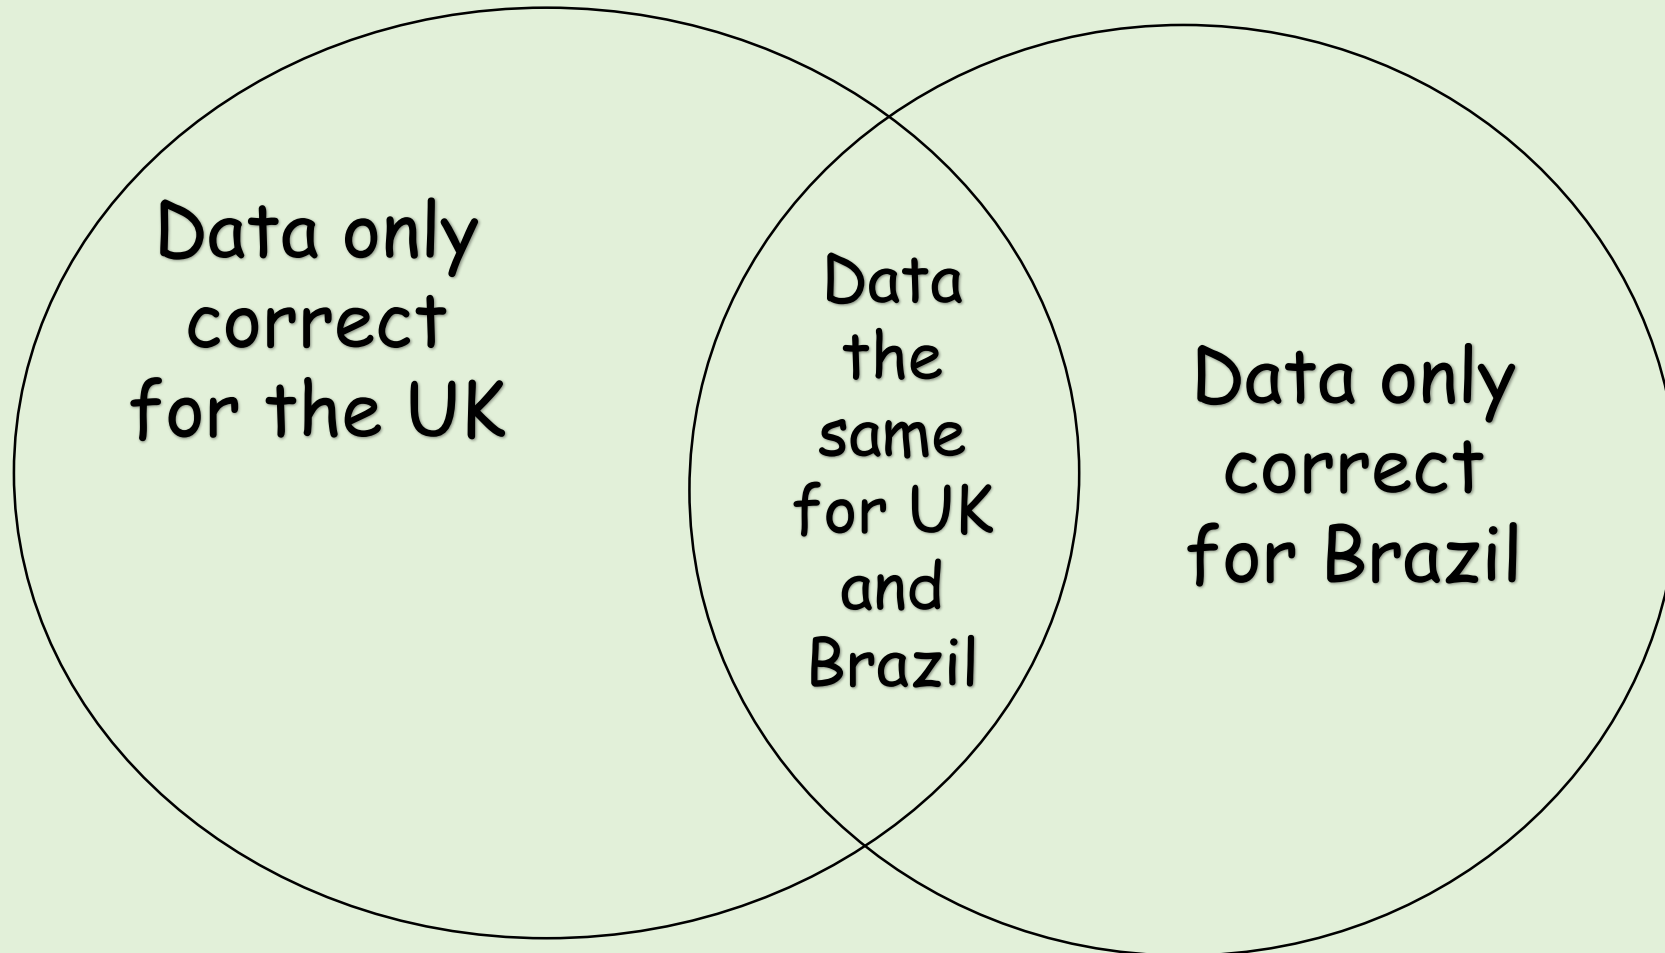 Data only
correct
for the UK
Data
the
same
for UK
and
Brazil
Data only
correct
for Brazil